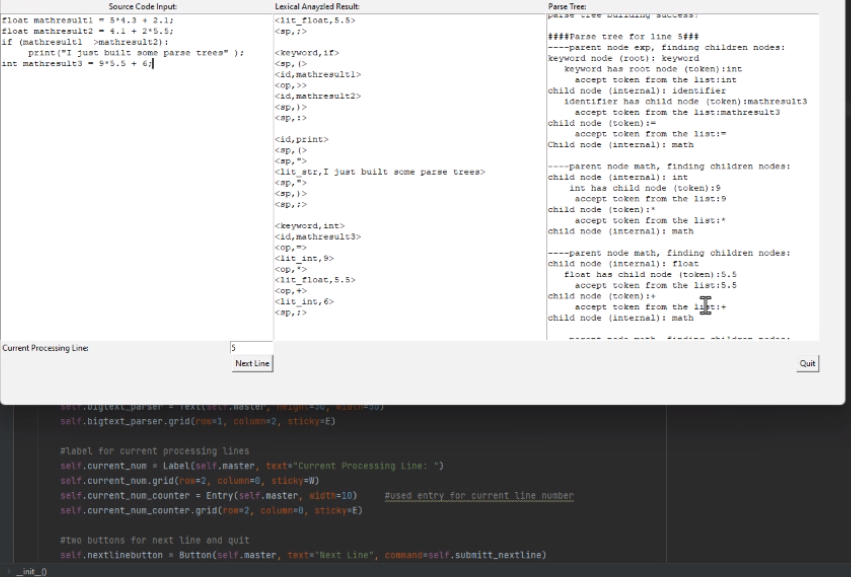 Source Code Input:
float mathresult1 = 5*4.3 + 2.1;
float mathresult2 = 4.1 + 2*5.5;
if (mathresult1 >mathresult2):
    print("I just built some parse trees" );
int mathresult3 = 9*5.5 + 6;
Lexical Anayzled Result:
<lit_float,5.5>
<sp,;>

<keyword,if>
<sp,(>
<id,mathresult1>
<op,>>
<id,mathresult2>
<sp,)>
<sp,:>

<id,print>
<sp,(>
<sp,">
<lit_str,I just built some parse trees>
<sp,">
<sp,)>
<sp,;>

<keyword,int>
<id,mathresult3>
<op,=>
<lit_int,9>
<op,*>
<lit_float,5.5>
<op,+>
<lit_int,6>
<sp,;>
Parse Tree:
parse tree building success!

####Parse tree for line 5###
----parent node exp, finding children nodes:
keyword node (root): keyword
   keyword has root node (token):int
     accept token from the list:int
child node (internal): identifier
   identifier has child node (token):mathresult3
     accept token from the list:mathresult3
child node (token):=
     accept token from the list:=
Child node (internal): math

----parent node math, finding children nodes:
child node (internal): int
    int has child node (token):9
     accept token from the list:9
child node (token):*
     accept token from the list:*
child node (internal): math

----parent node math, finding children nodes:
child node (internal): float
   float has child node (token):5.5
     accept token from the list:5.5
child node (token):+
     accept token from the list:+
child node (internal): math

----parent node math, finding children nodes:
Current Processing Line:
5
Next Line
Quit
self.bigtext_parser = Text(self.master, height=30, width=50)
self.bigtext_parser.grid(row=1, column=2, sticky=E)

#label for current processing lines
self.current_num = Label(self.master, text="Current Processing Line: ")
self.current_num.grid(row=2, column=0, sticky=W)
self.current_num_counter = Entry(self.master, width=10)    #used entry for current line number
self.current_num_counter.grid(row=2, column=0, sticky=E)

#two buttons for next line and quit
self.nextlinebutton = Button(self.master, text="Next Line", command=self.submitt_nextline)
__init__()